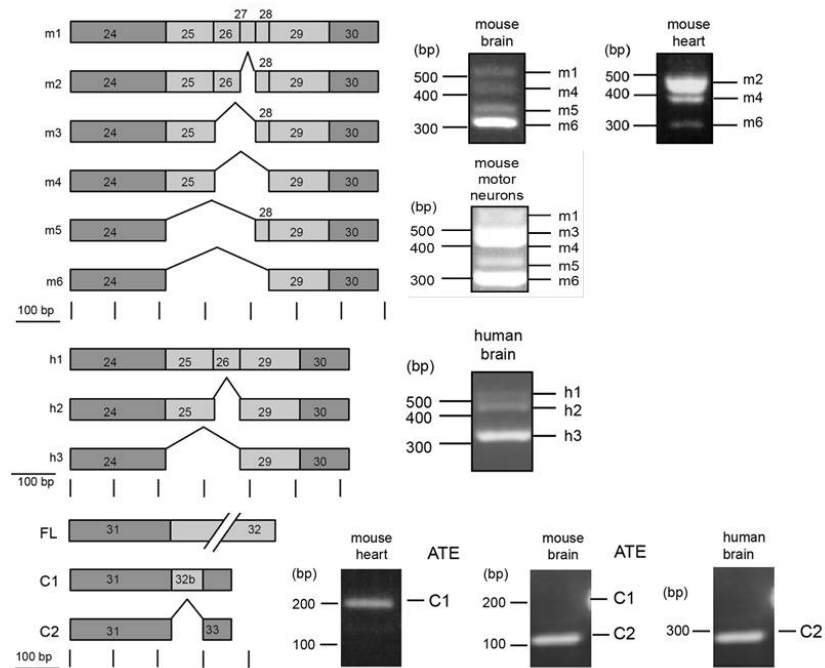 27
28
m1 24 25 26 29 30
28
m2 24 25 26 29 30
m3 24 25 29 30
m4 24 25 29 30
28
m5 24 29 30
m6 24 29 30
100 bp
mouse
brain
(bp)
500
400
300
m1
m4
m5
m6
mouse
heart
(bp)
500
400
300
m2
m4
m6
mouse
motor
neurons
(bp)
500
400
300
m1
m3
m4
m5
m6
h1 24 25 26 29 30
h2 24 25 29 30
h3 24 29 30
100 bp
human
brain
(bp)
500
400
300
h1
h2
h3
FL 31 32
C1 31 32b
C2 31 33
100 bp
mouse
heart
ATE
(bp)
200
100
C1
mouse
brain
ATE
(bp)
200
100
C1
C2
human
brain
(bp)
300
C2